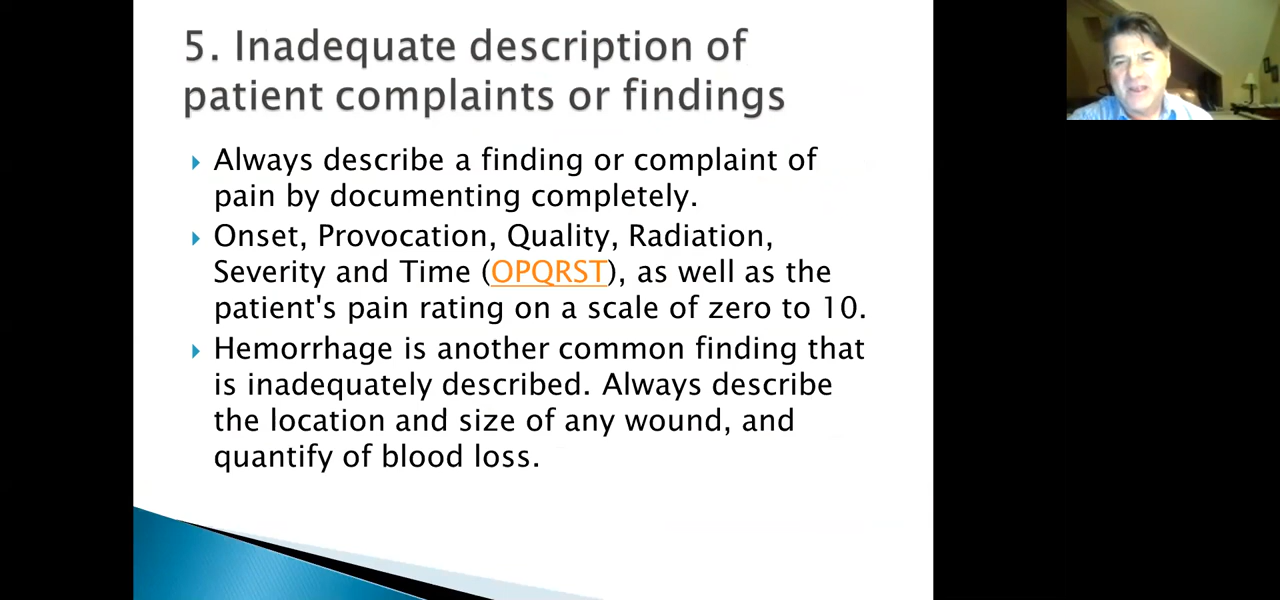 5. Inadequate description of
patient complaints or findings
Always describe a finding or complaint of
pain by documenting completely.
Onset, Provocation, Quality, Radiation,
Severity and Time (OPQRST), as well as the
patient's pain rating on a scale of zero to 10.
Hemorrhage is another common finding that
is inadequately described. Always describe
the location and size of any wound, and
quantify of blood loss.